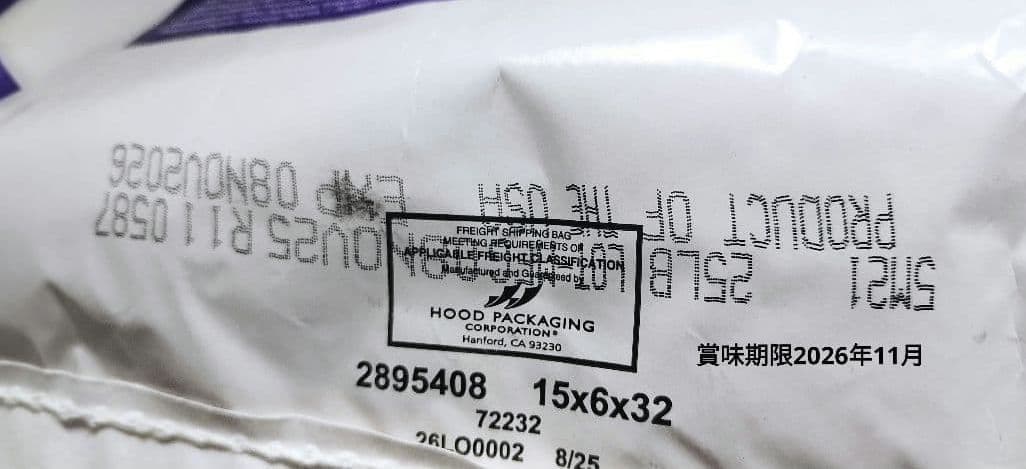 5M21 25LB R11 0587
PRODUCT OF THE USA EXP 08NOV2026
FREIGHT SHIPPING BAG
MEETING REQUIREMENTS OF
APPLICABLE FREIGHT CLASSIFICATION
Manufactured and Guaranteed by
HOOD PACKAGING
CORPORATION®
Hanford, CA 93230
賞味期限2026年11月
2895408 15x6x32
72232
26LO0002 8/25